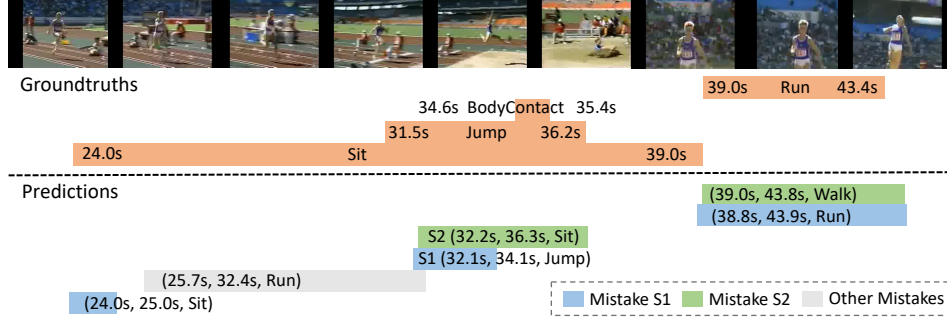 Groundtruths
39.0s Run 43.4s
34.6s BodyContact 35.4s
31.5s Jump 36.2s
24.0s Sit 39.0s
Predictions
(39.0s, 43.8s, Walk)
(38.8s, 43.9s, Run)
S2 (32.2s, 36.3s, Sit)
S1 (32.1s, 34.1s, Jump)
(25.7s, 32.4s, Run)
(24.0s, 25.0s, Sit)
Mistake S1 Mistake S2 Other Mistakes